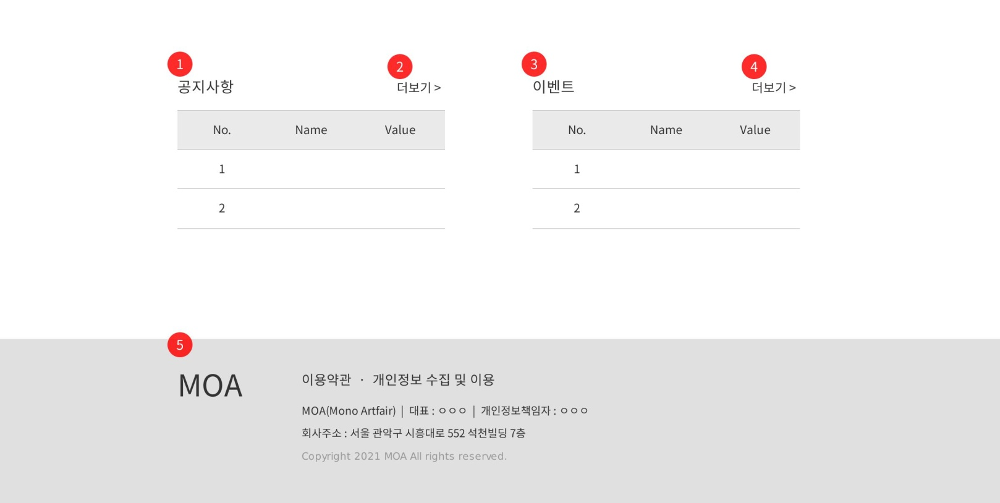 1
공지사항
2
더보기 >
No. Name Value
1
2
3
이벤트
4
더보기 >
No. Name Value
1
2
5
MOA
이용약관 · 개인정보 수집 및 이용
MOA(Mono Artfair) | 대표 : ㅇㅇㅇ | 개인정보책임자 : ㅇㅇㅇ
회사주소 : 서울 관악구 시흥대로 552 석천빌딩 7층
Copyright 2021 MOA All rights reserved.